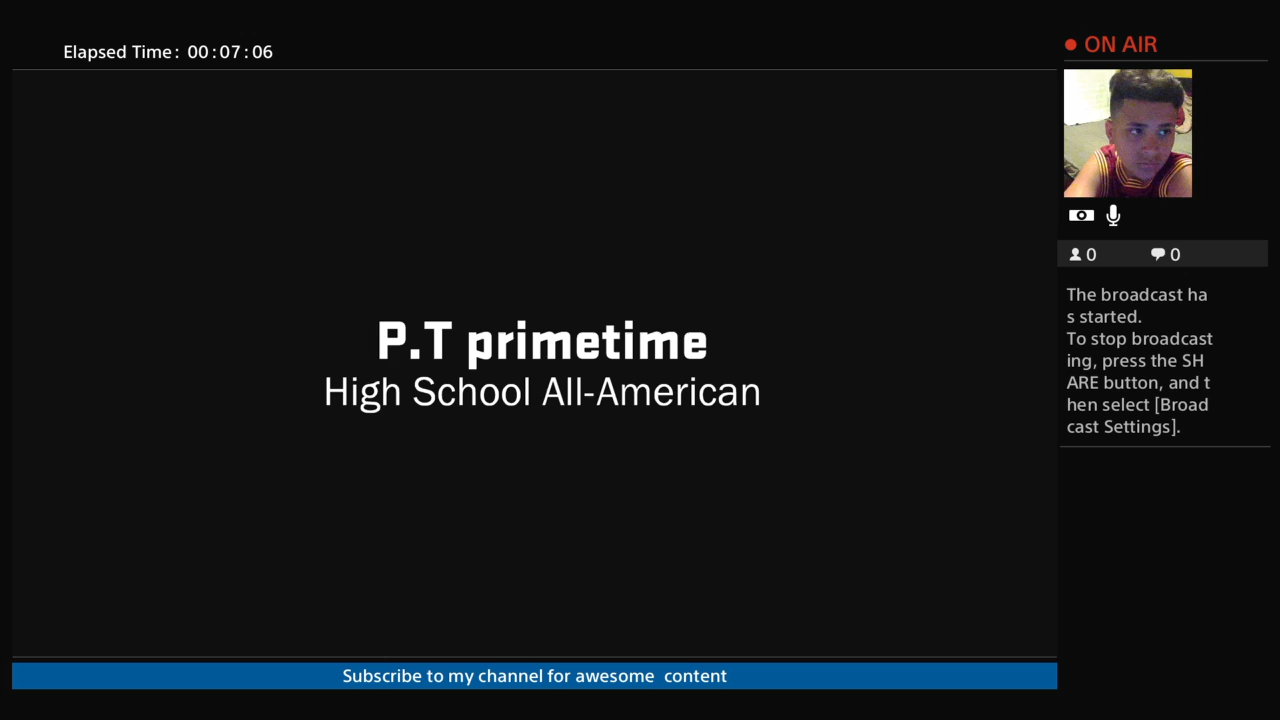 Elapsed Time: 00:07:06
ON AIR
0 0
The broadcast ha
s started.
To stop broadcast
ing, press the SH
ARE button, and t
hen select [Broad
cast Settings].
P.T primetime
High School All-American
Subscribe to my channel for awesome  content